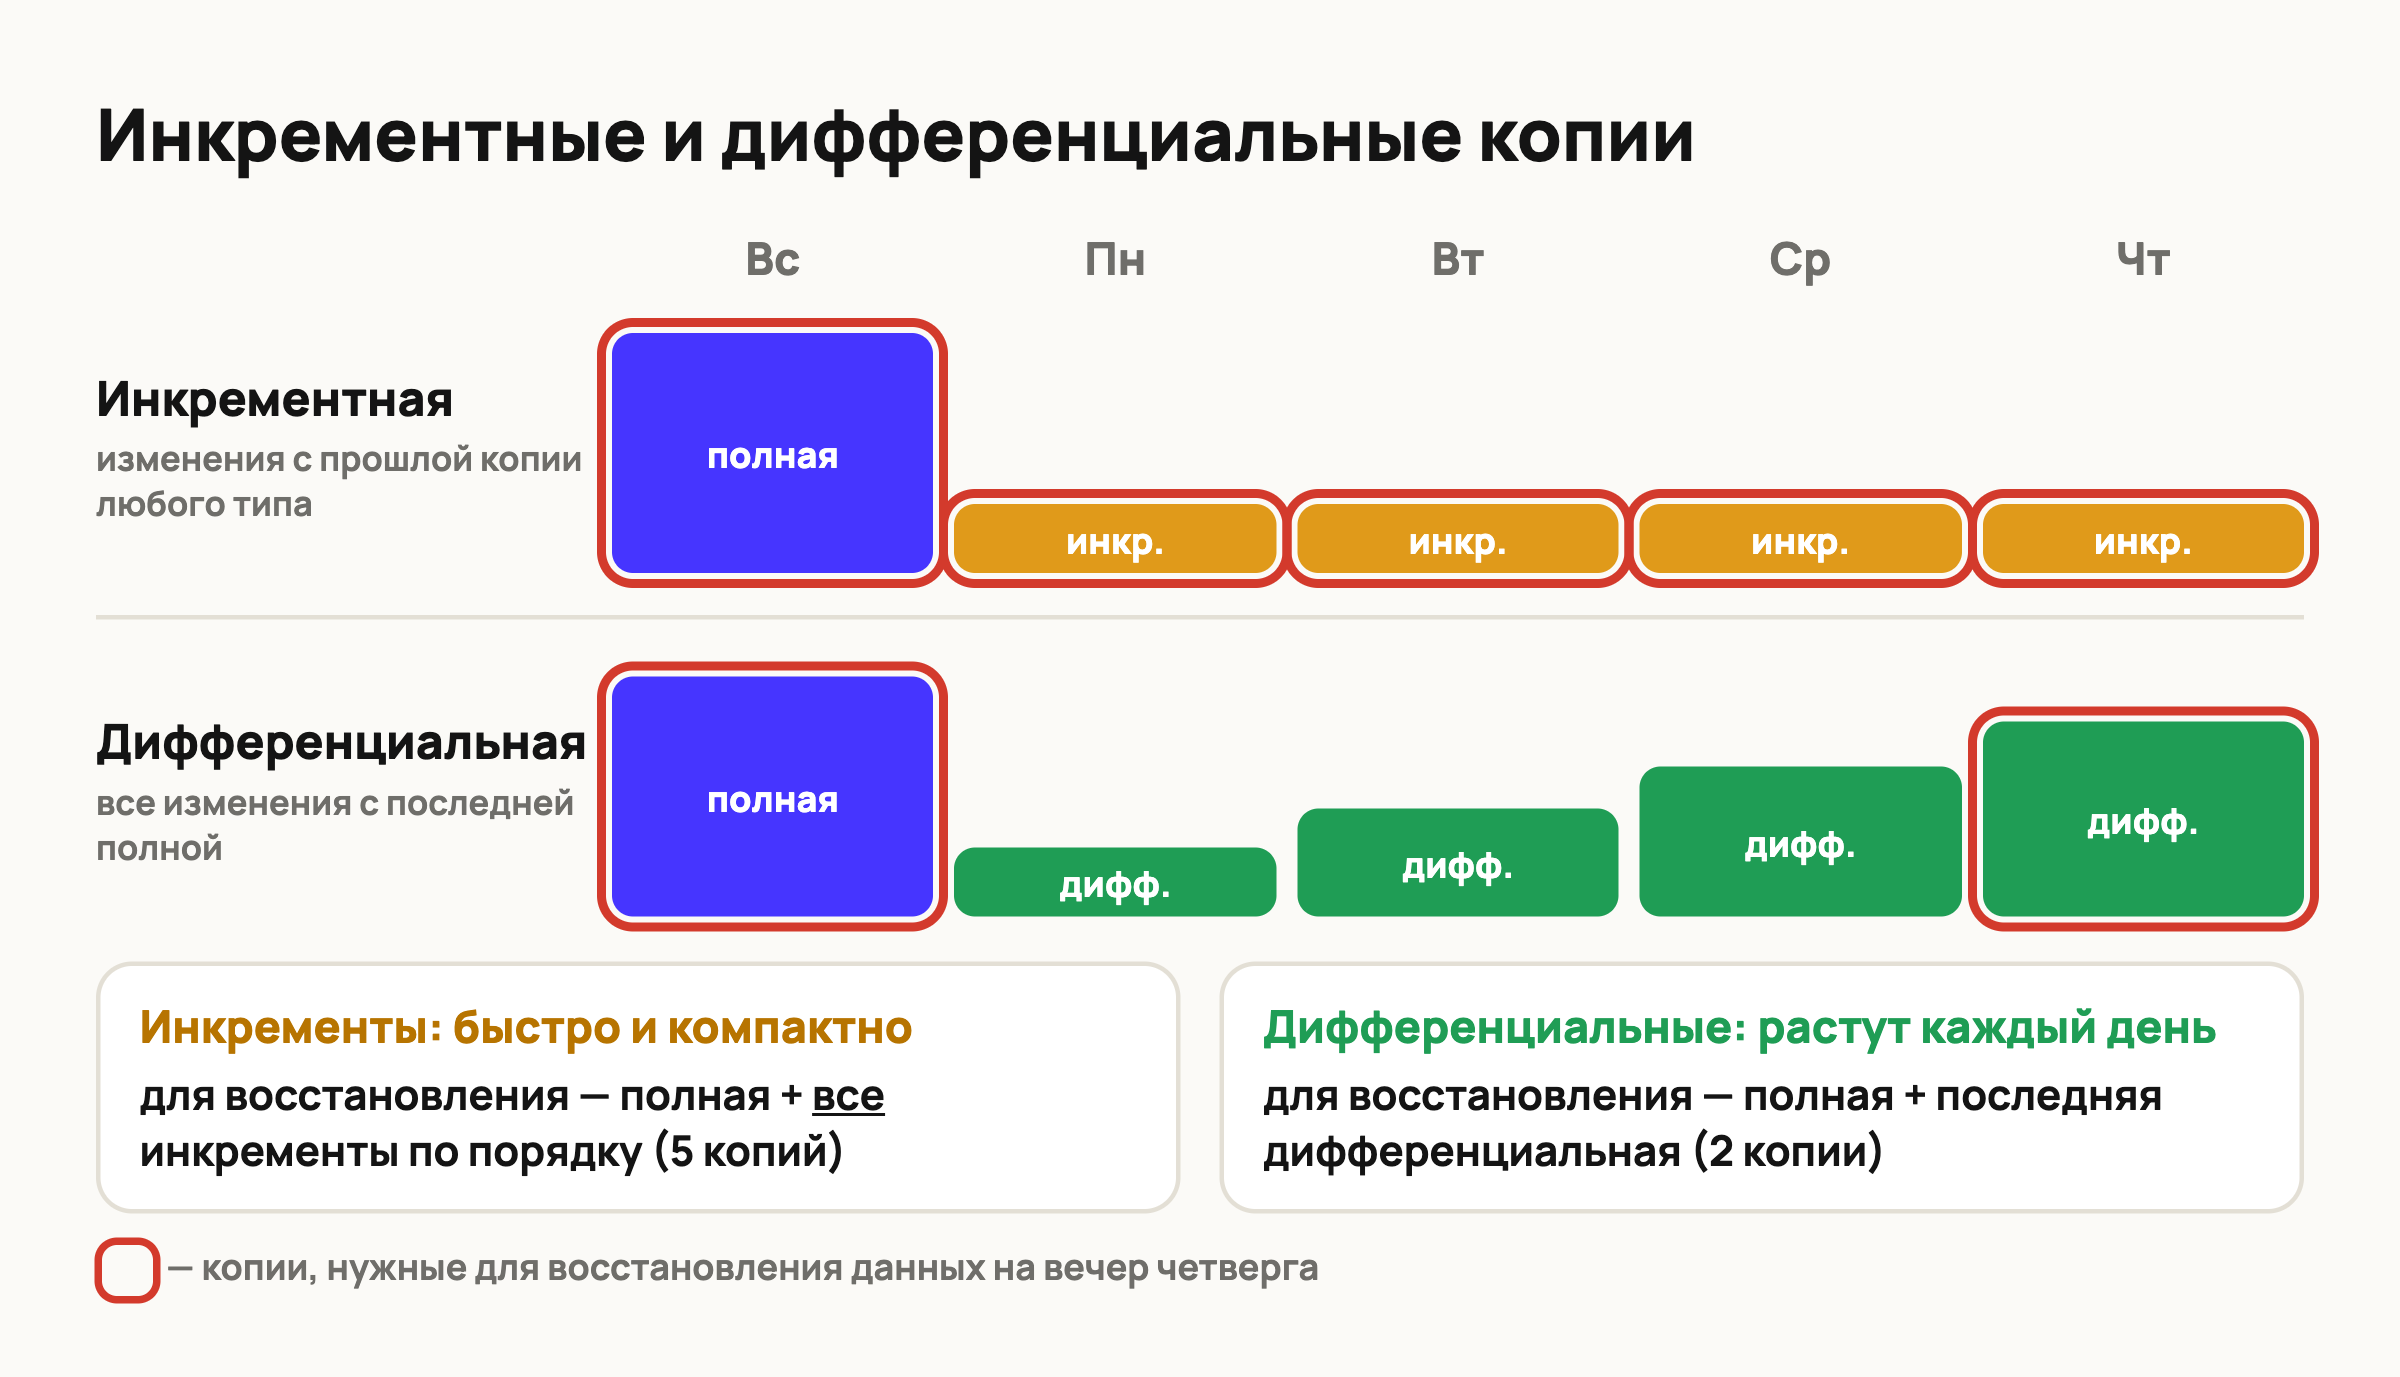 Инкрементные и дифференциальные копии
Вс Пн Вт Ср Чт
Инкрементная
изменения с прошлой копии
любого типа
полная
инкр. инкр. инкр. инкр.
Дифференциальная
все изменения с последней
полной
полная
дифф. дифф. дифф. дифф.
Инкременты: быстро и компактно
для восстановления — полная + все
инкременты по порядку (5 копий)
Дифференциальные: растут каждый день
для восстановления — полная + последняя
дифференциальная (2 копии)
— копии, нужные для восстановления данных на вечер четверга